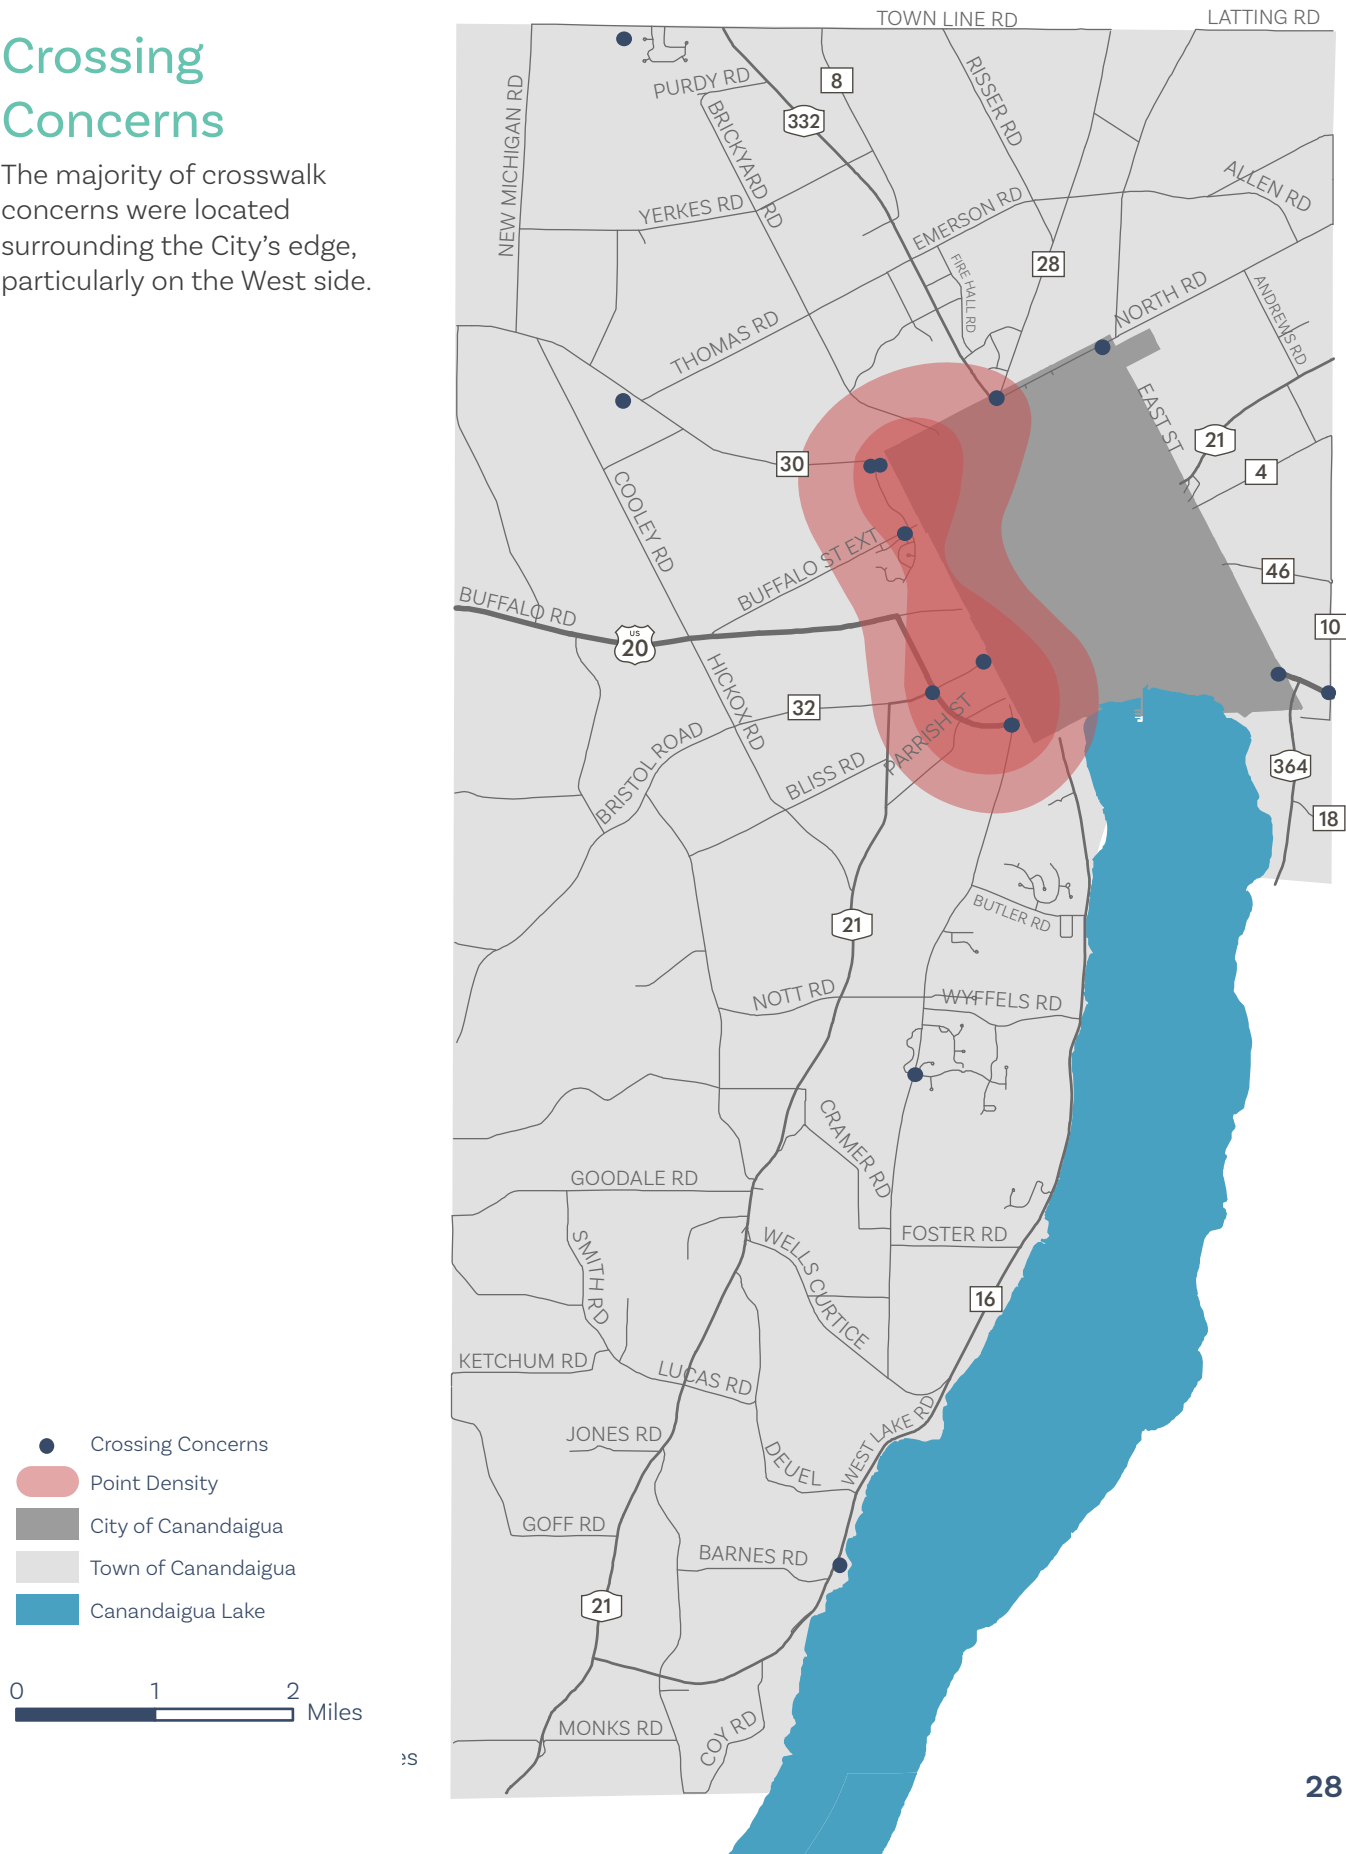 Crossing
Concerns
The majority of crosswalk
concerns were located
surrounding the City's edge,
particularly on the West side.
TOWN LINE RD
LATTING RD
NEW MICHIGAN RD
PURDY RD
8
332
RISSER RD
BRICKYARD RD
YERKES RD
EMERSON RD
ALLEN RD
FIRE HALL RD
28
NORTH RD
ANDREWS RD
THOMAS RD
EAST ST
21
4
30
COOLEY RD
BUFFALO ST EXT
46
BUFFALO RD
US
20
10
HICKOX RD
32
PARRISH ST
BRISTOL ROAD
BLISS RD
364
18
21
BUTLER RD
NOTT RD
WYFFELS RD
CRAMER RD
GOODALE RD
SMITH RD
WELLS CURTICE
FOSTER RD
16
KETCHUM RD
LUCAS RD
JONES RD
DEUEL
WEST LAKE RD
GOFF RD
BARNES RD
21
MONKS RD
COY RD
Crossing Concerns
Point Density
City of Canandaigua
Town of Canandaigua
Canandaigua Lake
0 1 2
Miles
es
28